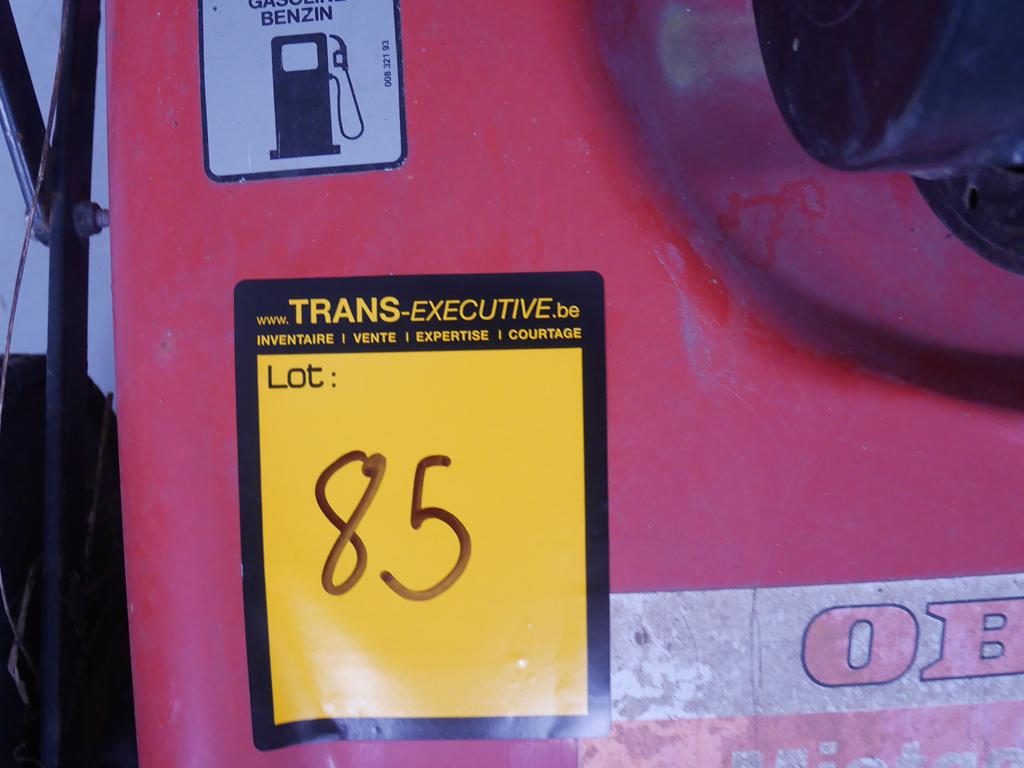 GASOLINE
BENZIN
008 321 93
www.TRANS-EXECUTIVE.be
INVENTAIRE | VENTE | EXPERTISE | COURTAGE
Lot:
85
OB